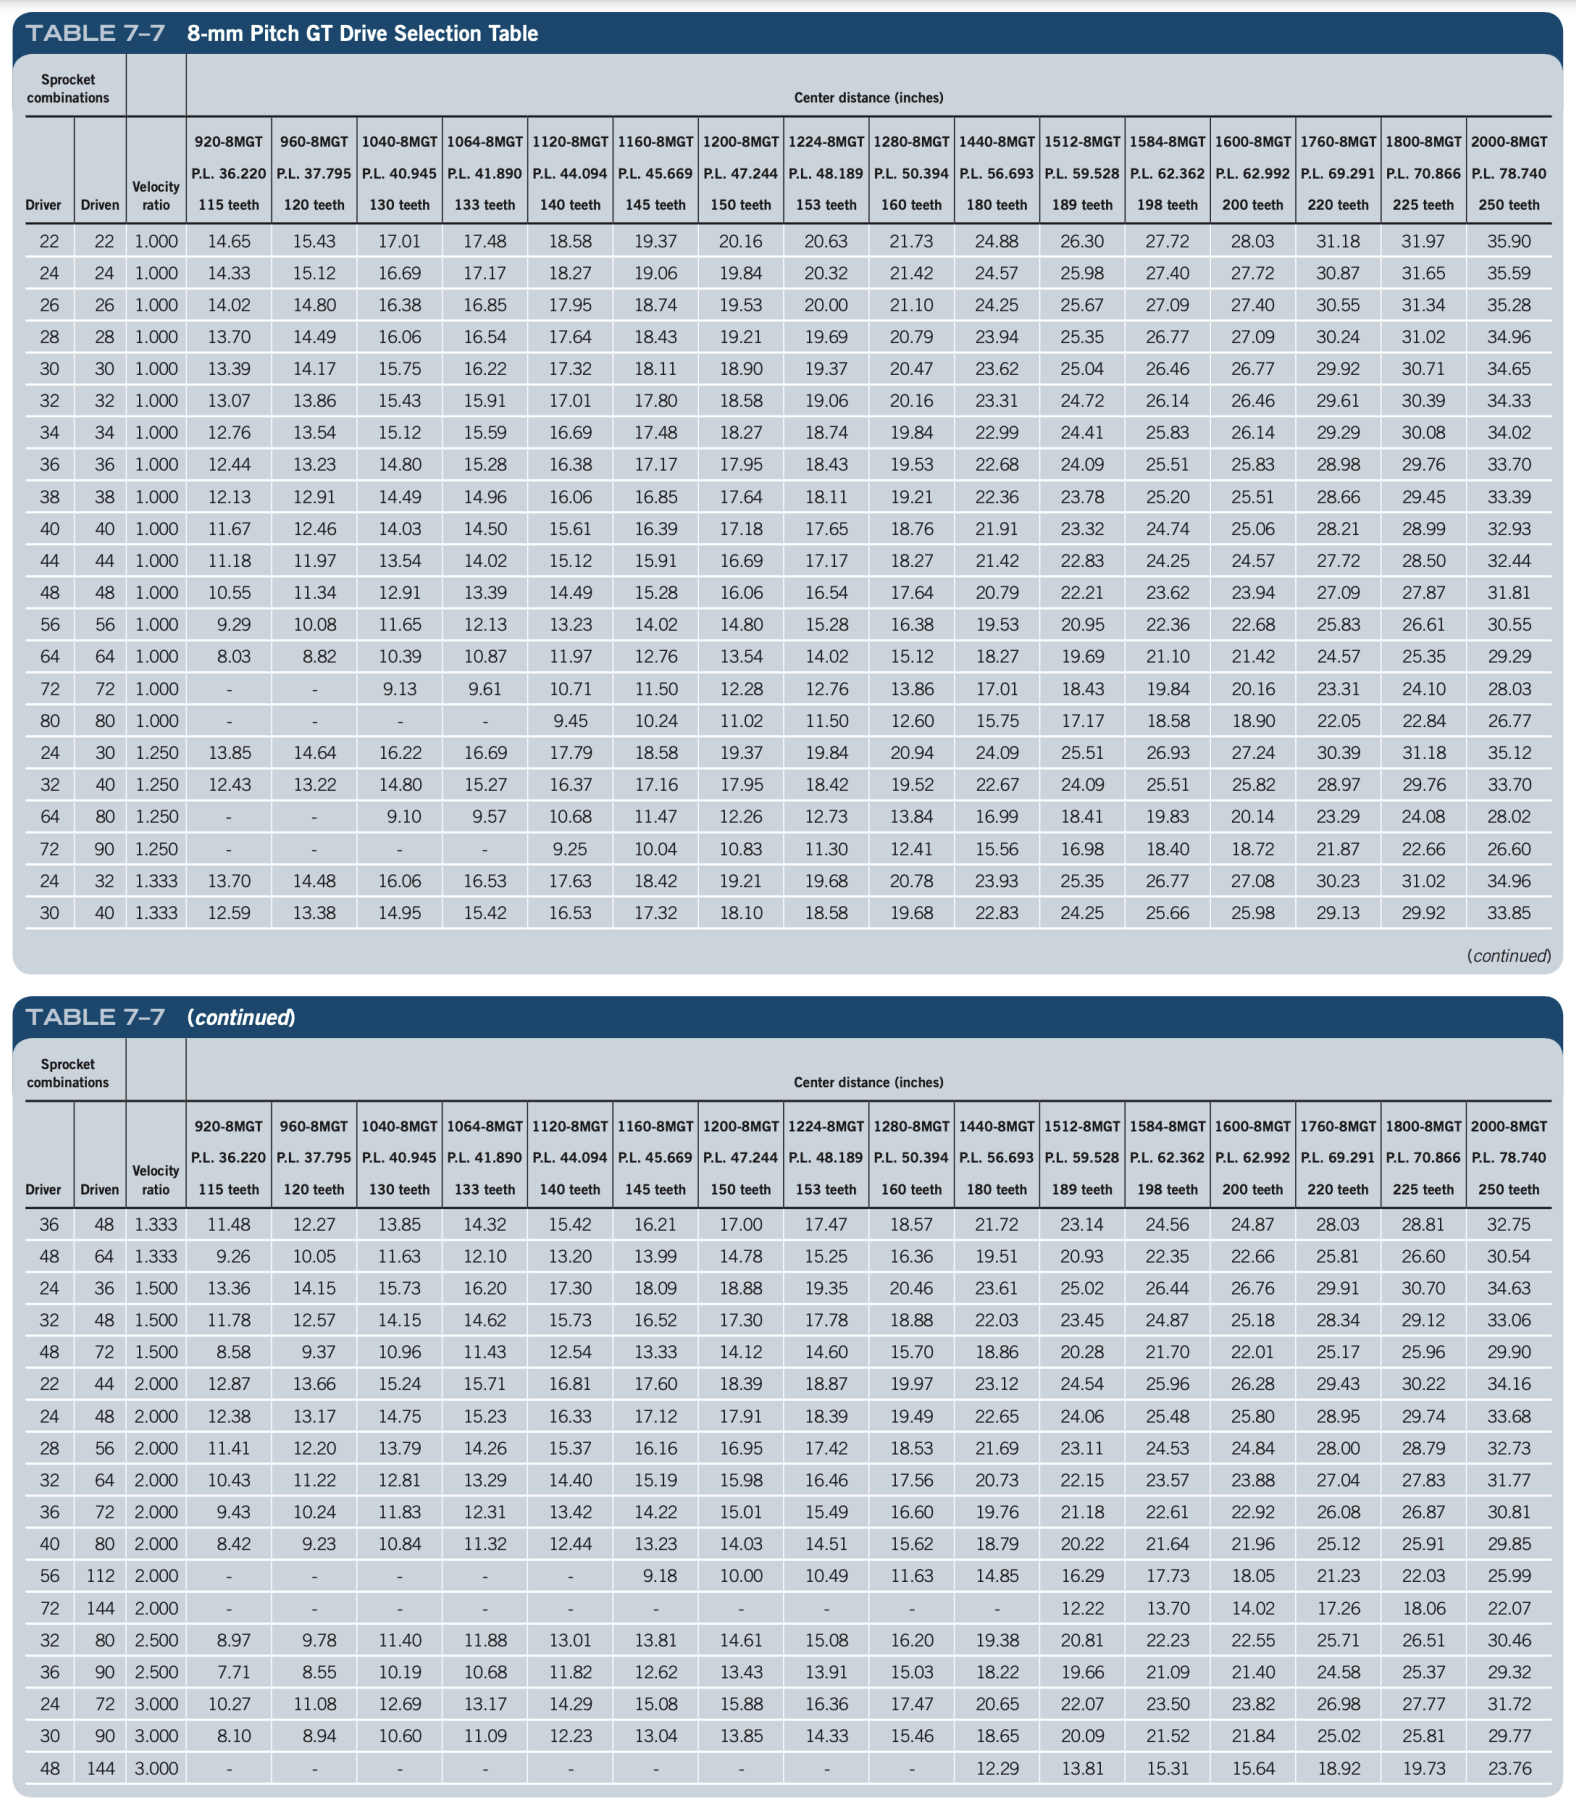 TABLE 7–7 8-mm Pitch GT Drive Selection Table
Sprocket
combinations Center distance (inches)
920-8MGT 960-8MGT 1040-8MGT 1064-8MGT 1120-8MGT 1160-8MGT 1200-8MGT 1224-8MGT 1280-8MGT 1440-8MGT 1512-8MGT 1584-8MGT 1600-8MGT 1760-8MGT 1800-8MGT 2000-8MGT
P.L. 36.220 P.L. 37.795 P.L. 40.945 P.L. 41.890 P.L. 44.094 P.L. 45.669 P.L. 47.244 P.L. 48.189 P.L. 50.394 P.L. 56.693 P.L. 59.528 P.L. 62.362 P.L. 62.992 P.L. 69.291 P.L. 70.866 P.L. 78.740
Velocity
Driver Driven ratio 115 teeth 120 teeth 130 teeth 133 teeth 140 teeth 145 teeth 150 teeth 153 teeth 160 teeth 180 teeth 189 teeth 198 teeth 200 teeth 220 teeth 225 teeth 250 teeth
22 22 1.000 14.65 15.43 17.01 17.48 18.58 19.37 20.16 20.63 21.73 24.88 26.30 27.72 28.03 31.18 31.97 35.90
24 24 1.000 14.33 15.12 16.69 17.17 18.27 19.06 19.84 20.32 21.42 24.57 25.98 27.40 27.72 30.87 31.65 35.59
26 26 1.000 14.02 14.80 16.38 16.85 17.95 18.74 19.53 20.00 21.10 24.25 25.67 27.09 27.40 30.55 31.34 35.28
28 28 1.000 13.70 14.49 16.06 16.54 17.64 18.43 19.21 19.69 20.79 23.94 25.35 26.77 27.09 30.24 31.02 34.96
30 30 1.000 13.39 14.17 15.75 16.22 17.32 18.11 18.90 19.37 20.47 23.62 25.04 26.46 26.77 29.92 30.71 34.65
32 32 1.000 13.07 13.86 15.43 15.91 17.01 17.80 18.58 19.06 20.16 23.31 24.72 26.14 26.46 29.61 30.39 34.33
34 34 1.000 12.76 13.54 15.12 15.59 16.69 17.48 18.27 18.74 19.84 22.99 24.41 25.83 26.14 29.29 30.08 34.02
36 36 1.000 12.44 13.23 14.80 15.28 16.38 17.17 17.95 18.43 19.53 22.68 24.09 25.51 25.83 28.98 29.76 33.70
38 38 1.000 12.13 12.91 14.49 14.96 16.06 16.85 17.64 18.11 19.21 22.36 23.78 25.20 25.51 28.66 29.45 33.39
40 40 1.000 11.67 12.46 14.03 14.50 15.61 16.39 17.18 17.65 18.76 21.91 23.32 24.74 25.06 28.21 28.99 32.93
44 44 1.000 11.18 11.97 13.54 14.02 15.12 15.91 16.69 17.17 18.27 21.42 22.83 24.25 24.57 27.72 28.50 32.44
48 48 1.000 10.55 11.34 12.91 13.39 14.49 15.28 16.06 16.54 17.64 20.79 22.21 23.62 23.94 27.09 27.87 31.81
56 56 1.000 9.29 10.08 11.65 12.13 13.23 14.02 14.80 15.28 16.38 19.53 20.95 22.36 22.68 25.83 26.61 30.55
64 64 1.000 8.03 8.82 10.39 10.87 11.97 12.76 13.54 14.02 15.12 18.27 19.69 21.10 21.42 24.57 25.35 29.29
72 72 1.000 - - 9.13 9.61 10.71 11.50 12.28 12.76 13.86 17.01 18.43 19.84 20.16 23.31 24.10 28.03
80 80 1.000 - - - - 9.45 10.24 11.02 11.50 12.60 15.75 17.17 18.58 18.90 22.05 22.84 26.77
24 30 1.250 13.85 14.64 16.22 16.69 17.79 18.58 19.37 19.84 20.94 24.09 25.51 26.93 27.24 30.39 31.18 35.12
32 40 1.250 12.43 13.22 14.80 15.27 16.37 17.16 17.95 18.42 19.52 22.67 24.09 25.51 25.82 28.97 29.76 33.70
64 80 1.250 - - 9.10 9.57 10.68 11.47 12.26 12.73 13.84 16.99 18.41 19.83 20.14 23.29 24.08 28.02
72 90 1.250 - - - - 9.25 10.04 10.83 11.30 12.41 15.56 16.98 18.40 18.72 21.87 22.66 26.60
24 32 1.333 13.70 14.48 16.06 16.53 17.63 18.42 19.21 19.68 20.78 23.93 25.35 26.77 27.08 30.23 31.02 34.96
30 40 1.333 12.59 13.38 14.95 15.42 16.53 17.32 18.10 18.58 19.68 22.83 24.25 25.66 25.98 29.13 29.92 33.85
(continued)
TABLE 7–7 (continued)
Sprocket
combinations Center distance (inches)
920-8MGT 960-8MGT 1040-8MGT 1064-8MGT 1120-8MGT 1160-8MGT 1200-8MGT 1224-8MGT 1280-8MGT 1440-8MGT 1512-8MGT 1584-8MGT 1600-8MGT 1760-8MGT 1800-8MGT 2000-8MGT
P.L. 36.220 P.L. 37.795 P.L. 40.945 P.L. 41.890 P.L. 44.094 P.L. 45.669 P.L. 47.244 P.L. 48.189 P.L. 50.394 P.L. 56.693 P.L. 59.528 P.L. 62.362 P.L. 62.992 P.L. 69.291 P.L. 70.866 P.L. 78.740
Velocity
Driver Driven ratio 115 teeth 120 teeth 130 teeth 133 teeth 140 teeth 145 teeth 150 teeth 153 teeth 160 teeth 180 teeth 189 teeth 198 teeth 200 teeth 220 teeth 225 teeth 250 teeth
36 48 1.333 11.48 12.27 13.85 14.32 15.42 16.21 17.00 17.47 18.57 21.72 23.14 24.56 24.87 28.03 28.81 32.75
48 64 1.333 9.26 10.05 11.63 12.10 13.20 13.99 14.78 15.25 16.36 19.51 20.93 22.35 22.66 25.81 26.60 30.54
24 36 1.500 13.36 14.15 15.73 16.20 17.30 18.09 18.88 19.35 20.46 23.61 25.02 26.44 26.76 29.91 30.70 34.63
32 48 1.500 11.78 12.57 14.15 14.62 15.73 16.52 17.30 17.78 18.88 22.03 23.45 24.87 25.18 28.34 29.12 33.06
48 72 1.500 8.58 9.37 10.96 11.43 12.54 13.33 14.12 14.60 15.70 18.86 20.28 21.70 22.01 25.17 25.96 29.90
22 44 2.000 12.87 13.66 15.24 15.71 16.81 17.60 18.39 18.87 19.97 23.12 24.54 25.96 26.28 29.43 30.22 34.16
24 48 2.000 12.38 13.17 14.75 15.23 16.33 17.12 17.91 18.39 19.49 22.65 24.06 25.48 25.80 28.95 29.74 33.68
28 56 2.000 11.41 12.20 13.79 14.26 15.37 16.16 16.95 17.42 18.53 21.69 23.11 24.53 24.84 28.00 28.79 32.73
32 64 2.000 10.43 11.22 12.81 13.29 14.40 15.19 15.98 16.46 17.56 20.73 22.15 23.57 23.88 27.04 27.83 31.77
36 72 2.000 9.43 10.24 11.83 12.31 13.42 14.22 15.01 15.49 16.60 19.76 21.18 22.61 22.92 26.08 26.87 30.81
40 80 2.000 8.42 9.23 10.84 11.32 12.44 13.23 14.03 14.51 15.62 18.79 20.22 21.64 21.96 25.12 25.91 29.85
56 112 2.000 - - - - - 9.18 10.00 10.49 11.63 14.85 16.29 17.73 18.05 21.23 22.03 25.99
72 144 2.000 - - - - - - - - - - 12.22 13.70 14.02 17.26 18.06 22.07
32 80 2.500 8.97 9.78 11.40 11.88 13.01 13.81 14.61 15.08 16.20 19.38 20.81 22.23 22.55 25.71 26.51 30.46
36 90 2.500 7.71 8.55 10.19 10.68 11.82 12.62 13.43 13.91 15.03 18.22 19.66 21.09 21.40 24.58 25.37 29.32
24 72 3.000 10.27 11.08 12.69 13.17 14.29 15.08 15.88 16.36 17.47 20.65 22.07 23.50 23.82 26.98 27.77 31.72
30 90 3.000 8.10 8.94 10.60 11.09 12.23 13.04 13.85 14.33 15.46 18.65 20.09 21.52 21.84 25.02 25.81 29.77
48 144 3.000 - - - - - - - - - 12.29 13.81 15.31 15.64 18.92 19.73 23.76